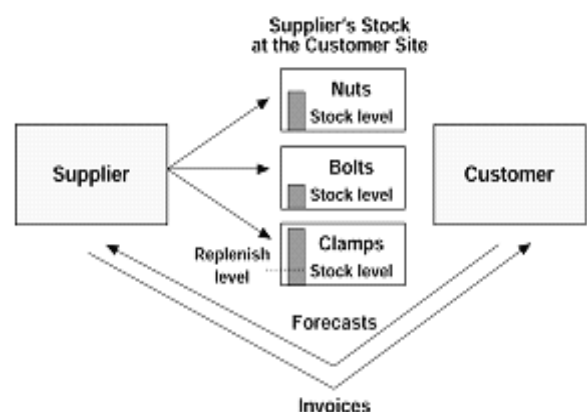 Supplier's Stock
at the Customer Site
Nuts
Stock level
Supplier
Bolts
Stock level
Customer
Clamps
Replenish
level
Stock level
Forecasts
Invoices